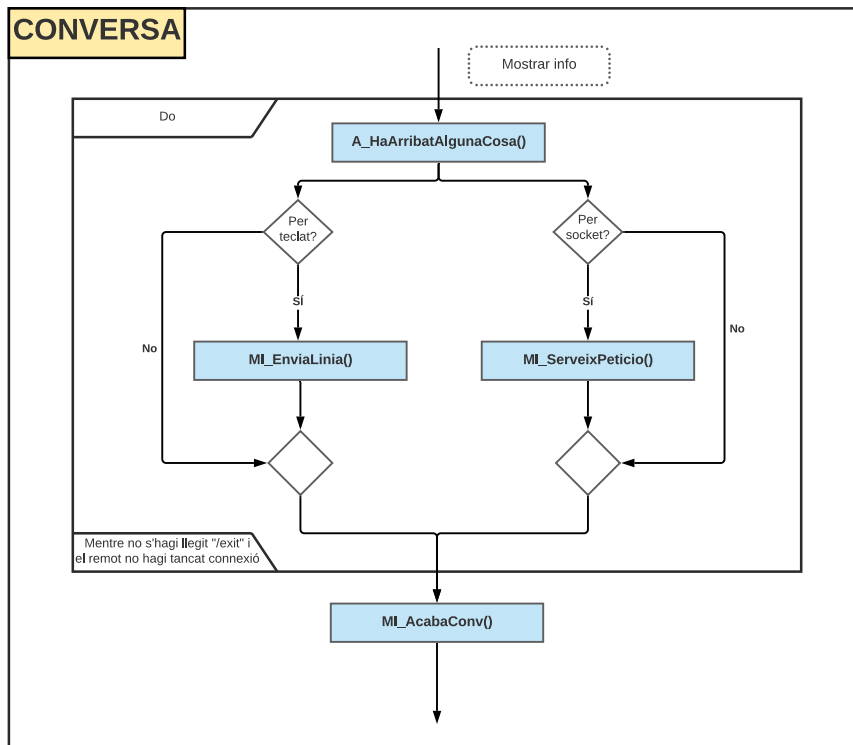 CONVERSA
Mostrar info
Do
A_HaArribatAlgunaCosa()
Per
teclat?
Per
socket?
SÍ
Sí
No
No
MI_EnviaLinia()
MI_ServeixPeticio()
Mentre no s'hagi llegit "/exit" i
el remot no hagi tancat connexió
MI_AcabaConv()